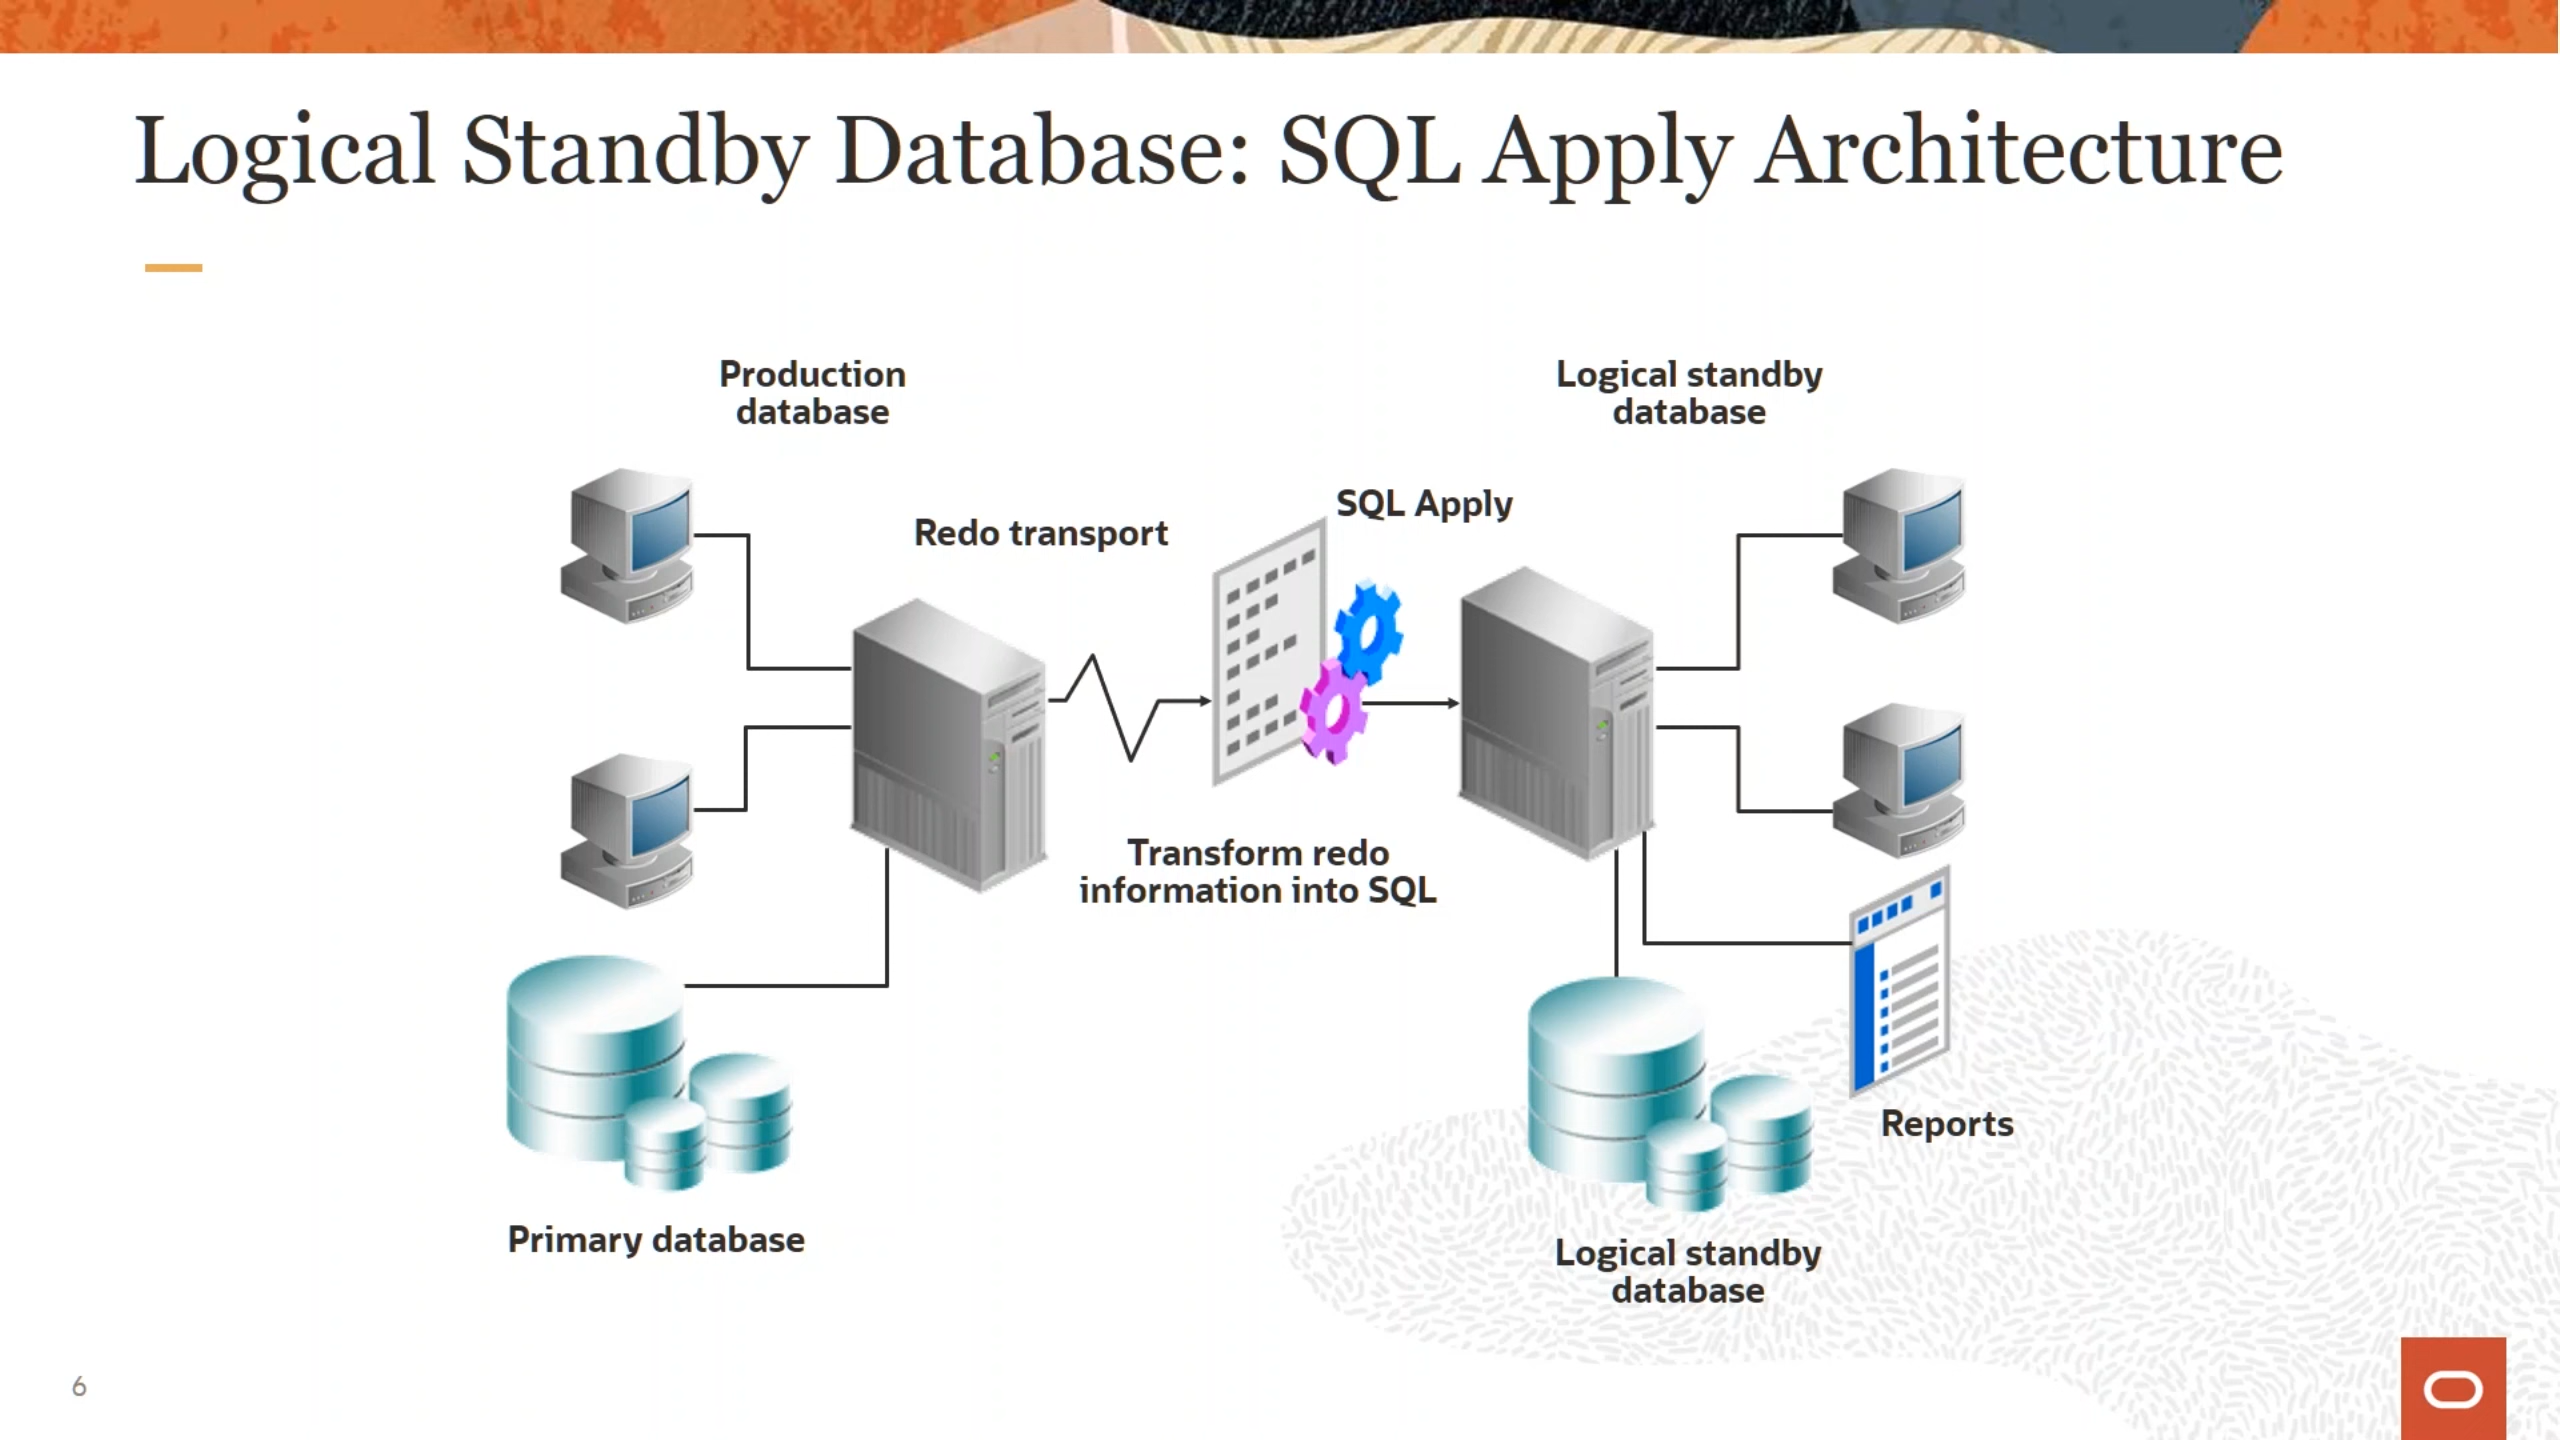 Logical Standby Database: SQL Apply Architecture
Production
database
Logical standby
database
Redo transport
SQL Apply
Transform redo
information into SQL
Reports
Primary database
Logical standby
database
6